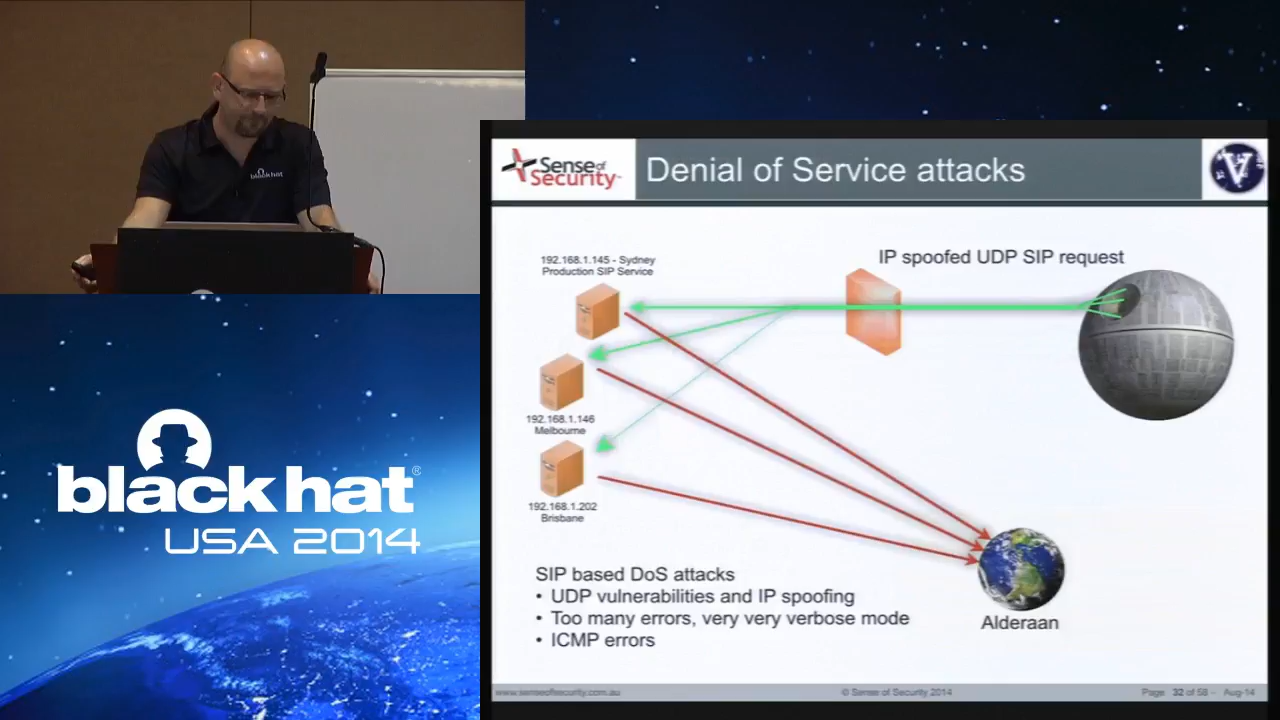 black hat
Sense of
Security
Denial of Service attacks
V
192.168.1.145 - Sydney
Production SIP Service
IP spoofed UDP SIP request
192.168.1.146
Melbourne
192.168.1.202
Brisbane
Alderaan
SIP based DoS attacks
• UDP vulnerabilities and IP spoofing
• Too many errors, very very verbose mode
• ICMP errors
www.senseofsecurity.com.au
© Sense of Security 2014
Page 32 of 58 – Aug-14
black hat®
USA 2014